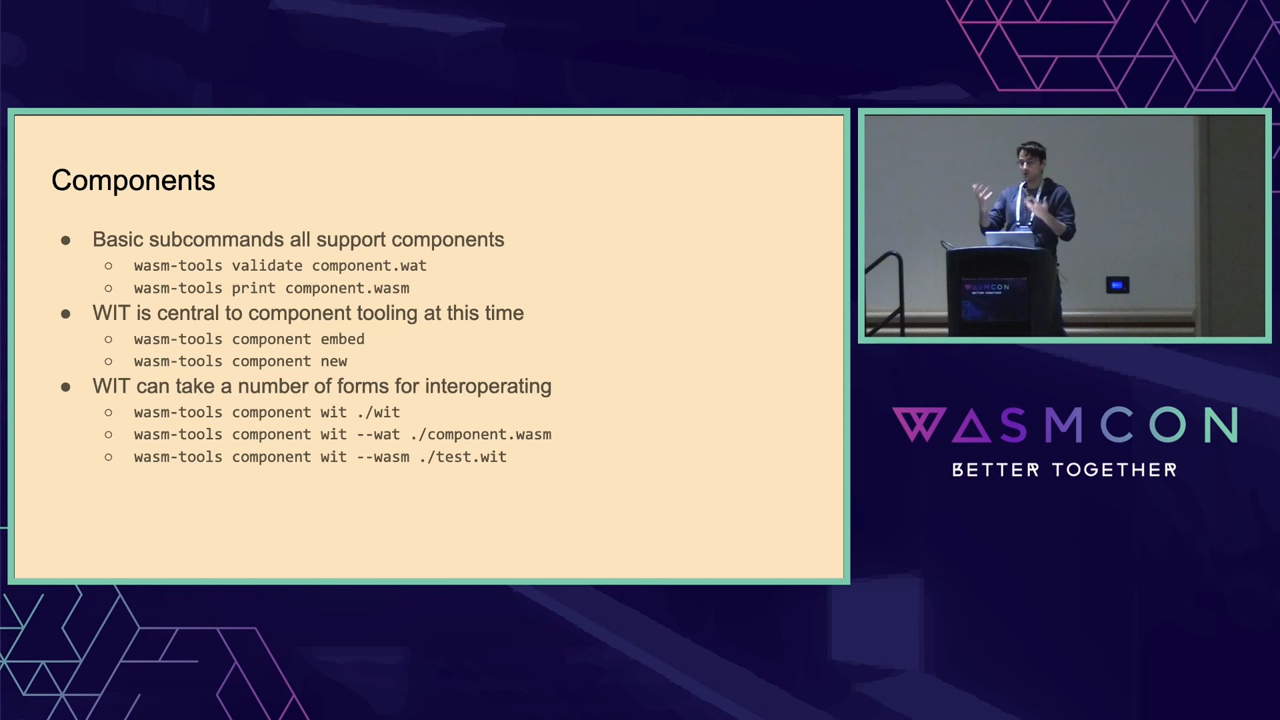 Components
● Basic subcommands all support components
○ wasm-tools validate component.wat
○ wasm-tools print component.wasm
● WIT is central to component tooling at this time
○ wasm-tools component embed
○ wasm-tools component new
● WIT can take a number of forms for interoperating
○ wasm-tools component wit ./wit
○ wasm-tools component wit --wat ./component.wasm
○ wasm-tools component wit --wasm ./test.wit
WASMCON
BETTER TOGETHER
WASMCON
BETTER TOGETHER